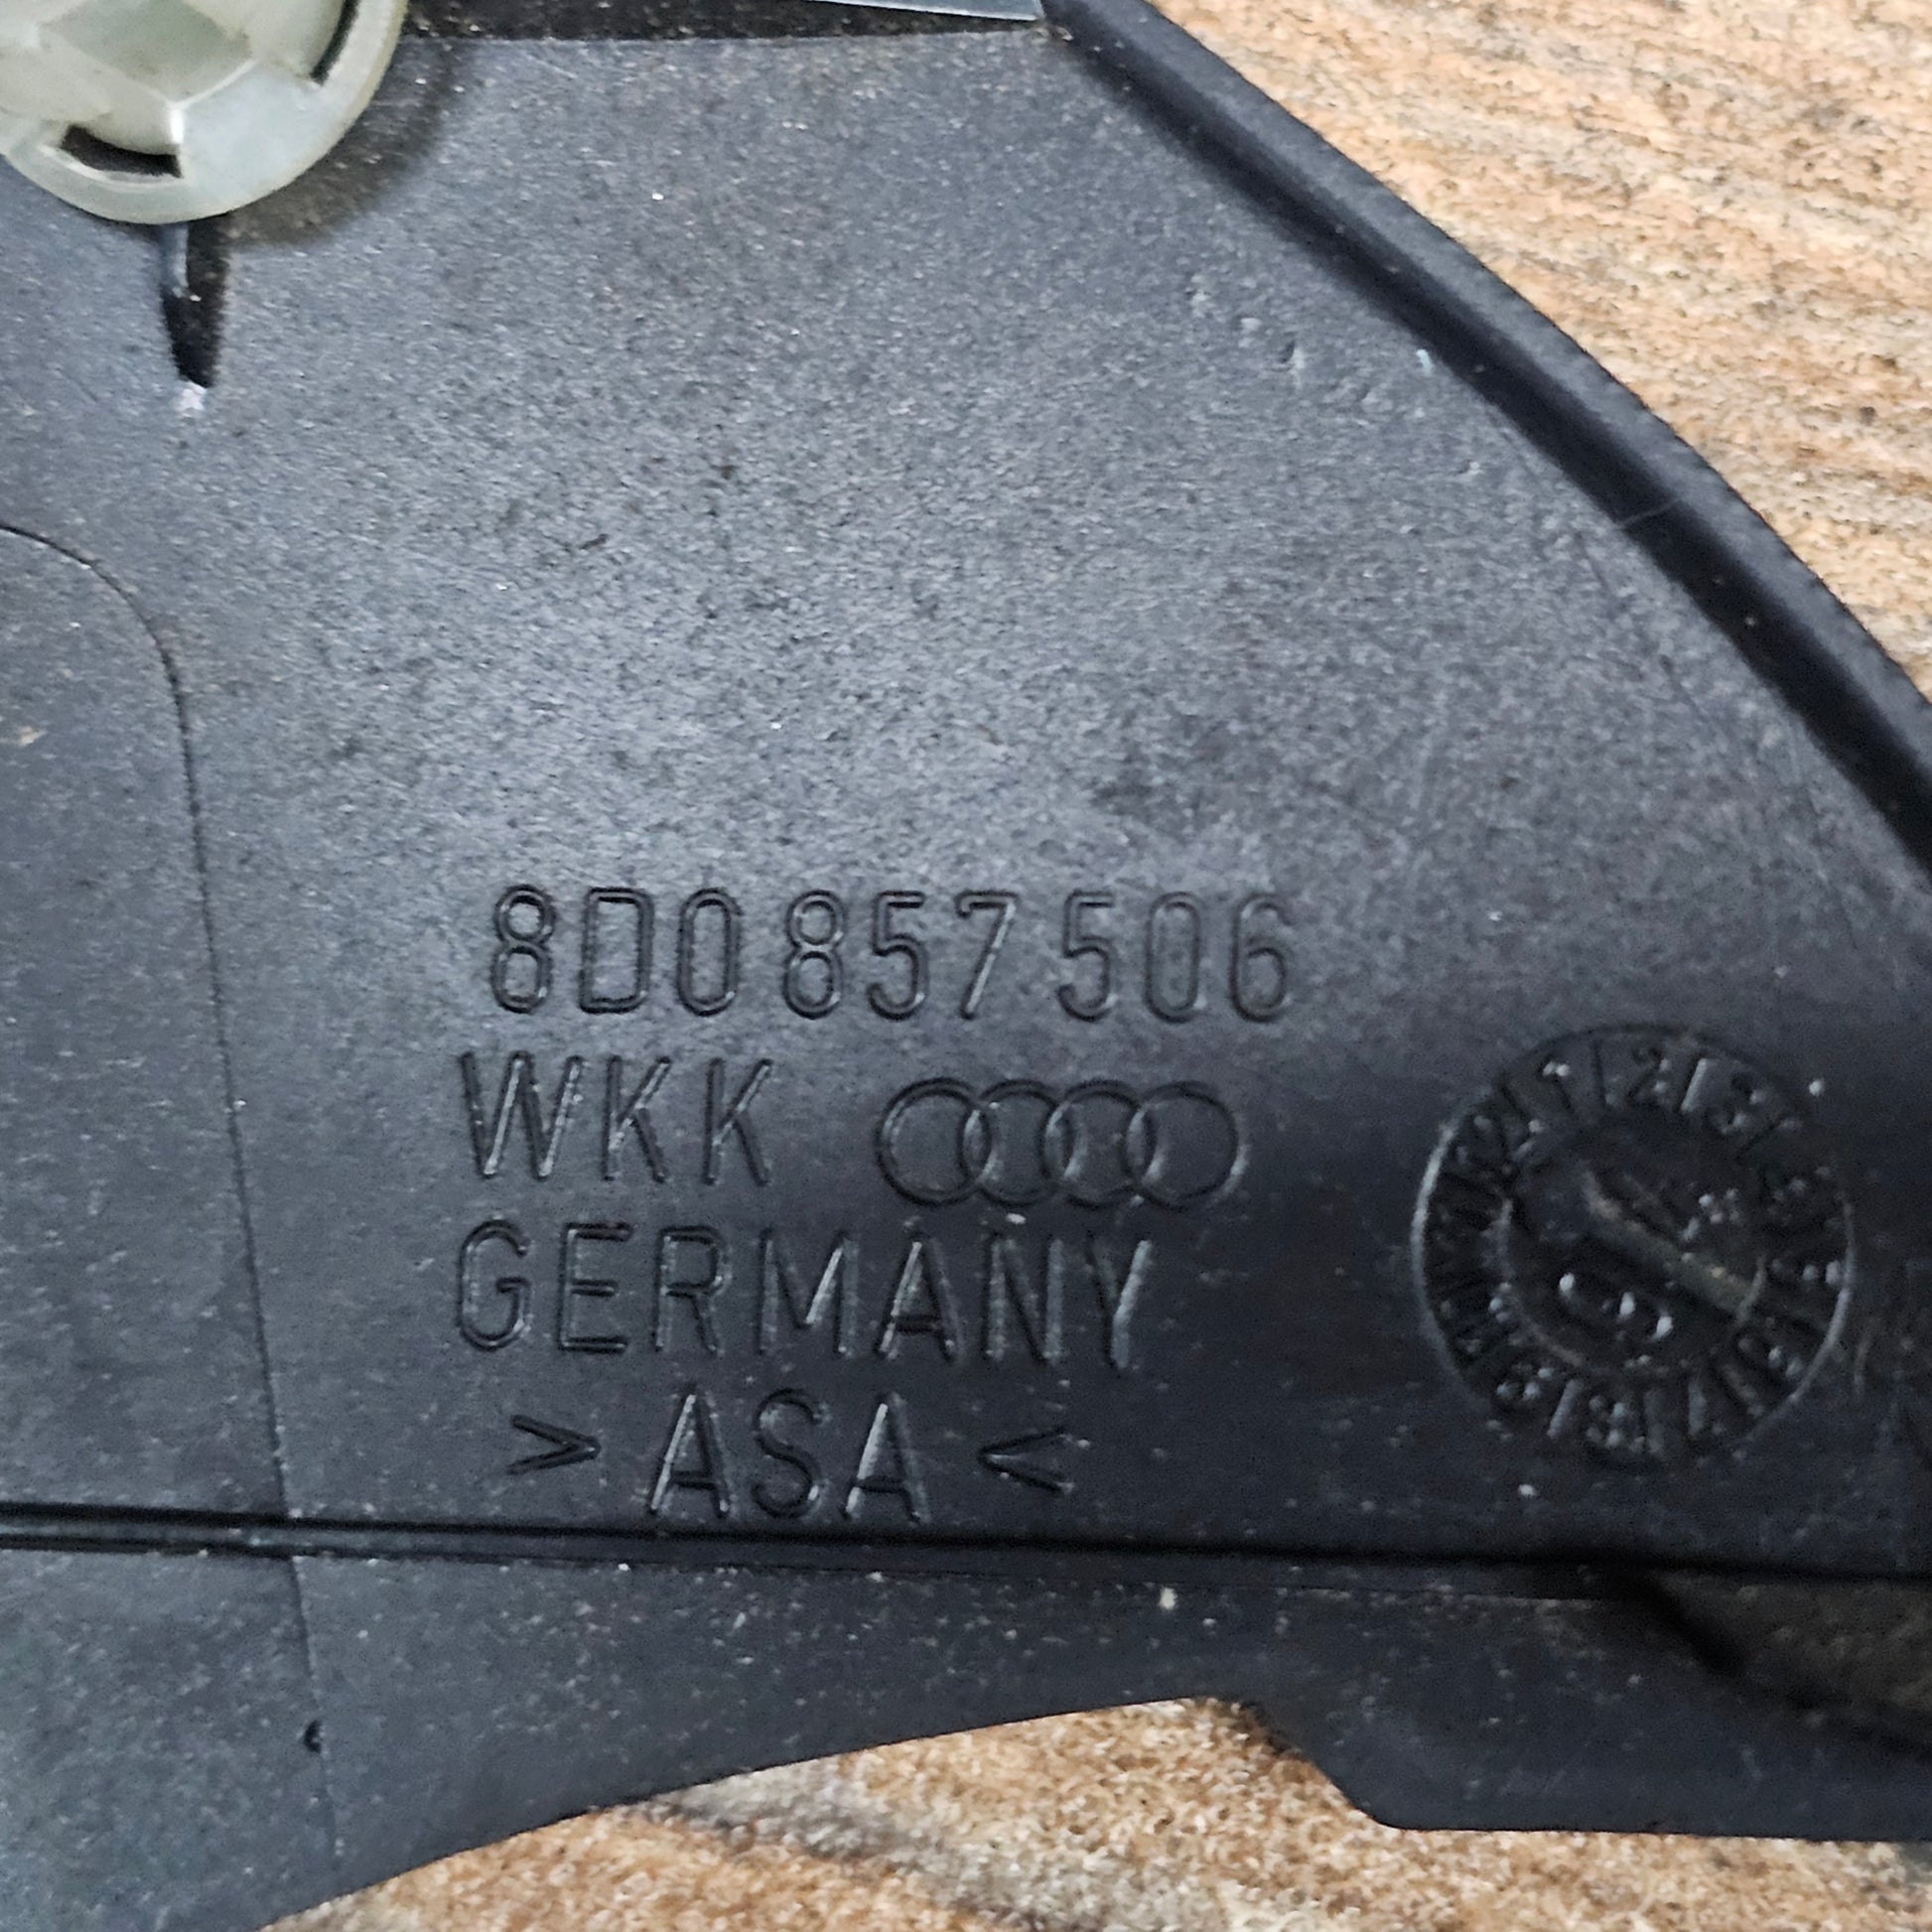 8D0 857 506
WKK
GERMANY
>ASA<